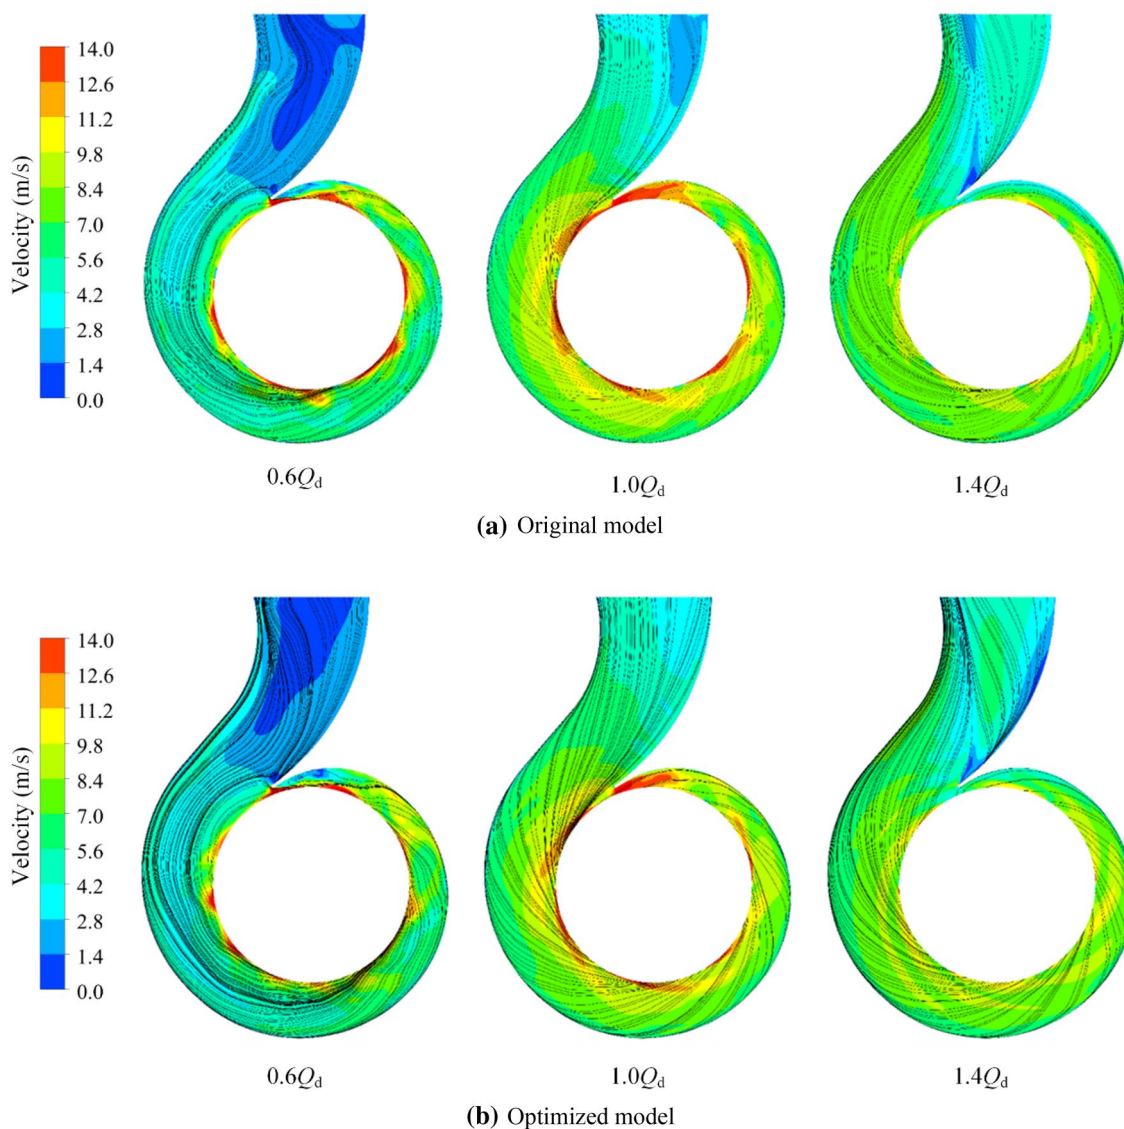 Velocity (m/s)
14.0
12.6
11.2
9.8
8.4
7.0
5.6
4.2
2.8
1.4
0.0
0.6Qd
1.0Qd
1.4Qd
(a) Original model
Velocity (m/s)
14.0
12.6
11.2
9.8
8.4
7.0
5.6
4.2
2.8
1.4
0.0
0.6Qd
1.0Qd
1.4Qd
(b) Optimized model